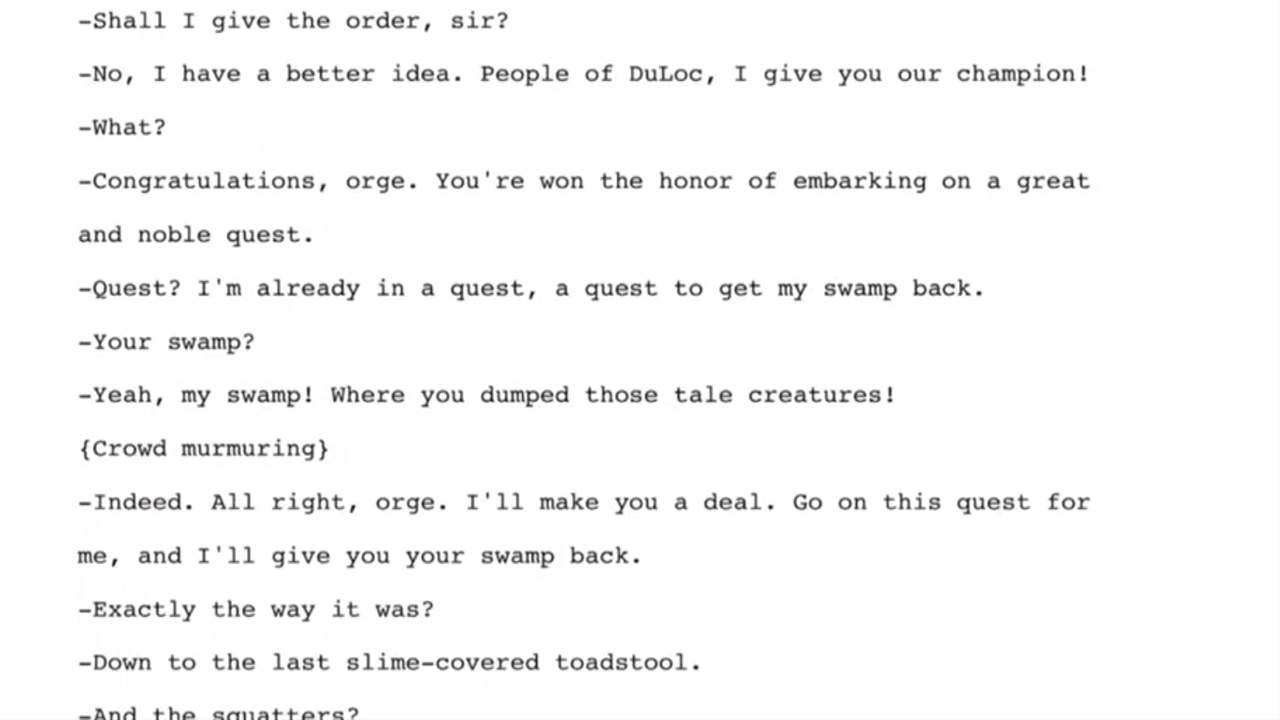 -Shall I give the order, sir?
-No, I have a better idea. People of DuLoc, I give you our champion!
-What?
-Congratulations, orge. You're won the honor of embarking on a great
and noble quest.
-Quest? I'm already in a quest, a quest to get my swamp back.
-Your swamp?
-Yeah, my swamp! Where you dumped those tale creatures!
{Crowd murmuring}
-Indeed. All right, orge. I'll make you a deal. Go on this quest for
me, and I'll give you your swamp back.
-Exactly the way it was?
-Down to the last slime-covered toadstool.
-And the squatters?